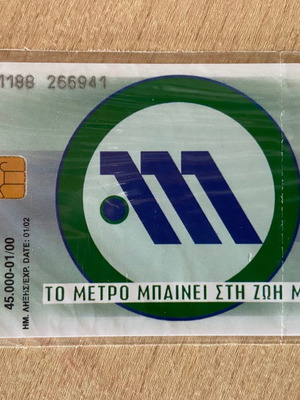 1188 266941
ΤΟ ΜΕΤΡΟ ΜΠΑΙΝΕΙ ΣΤΗ ΖΩΗ Μ
45.000-01/00
ΗΜ. ΛΗΞΗΣ/EXP. DATE: 01/02